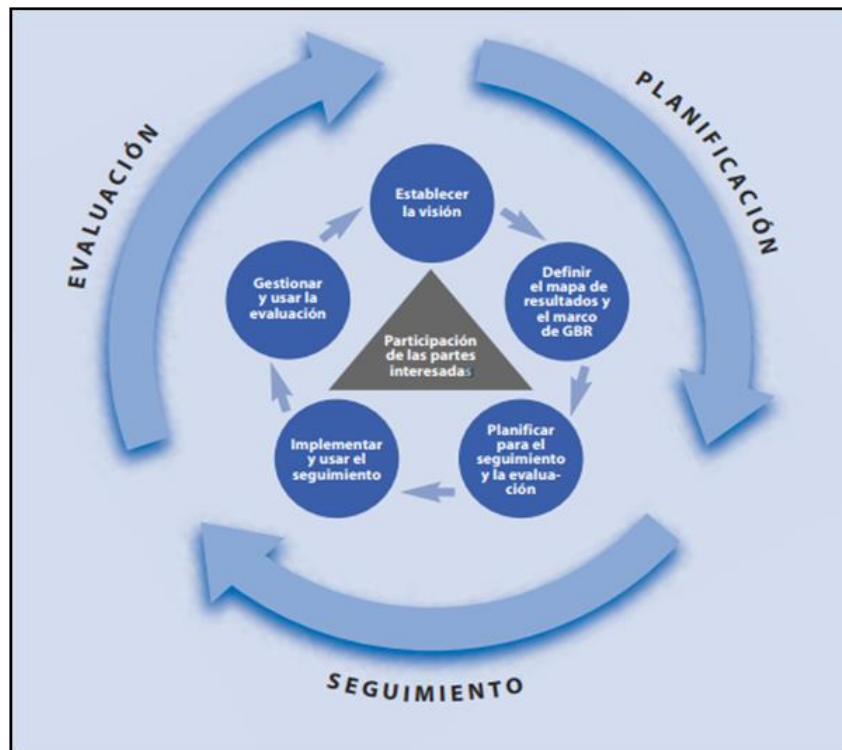 EVALUACIÓN
PLANIFICACIÓN
Establecer
la visión
Definir
el mapa de
resultados y
el marco
de GBR
Gestionar
y usar la
evaluación
Participación
de las partes
interesadas
Implementar
y usar el
seguimiento
Planificar
para el
seguimiento
y la evalua-
ción
SEGUIMIENTO